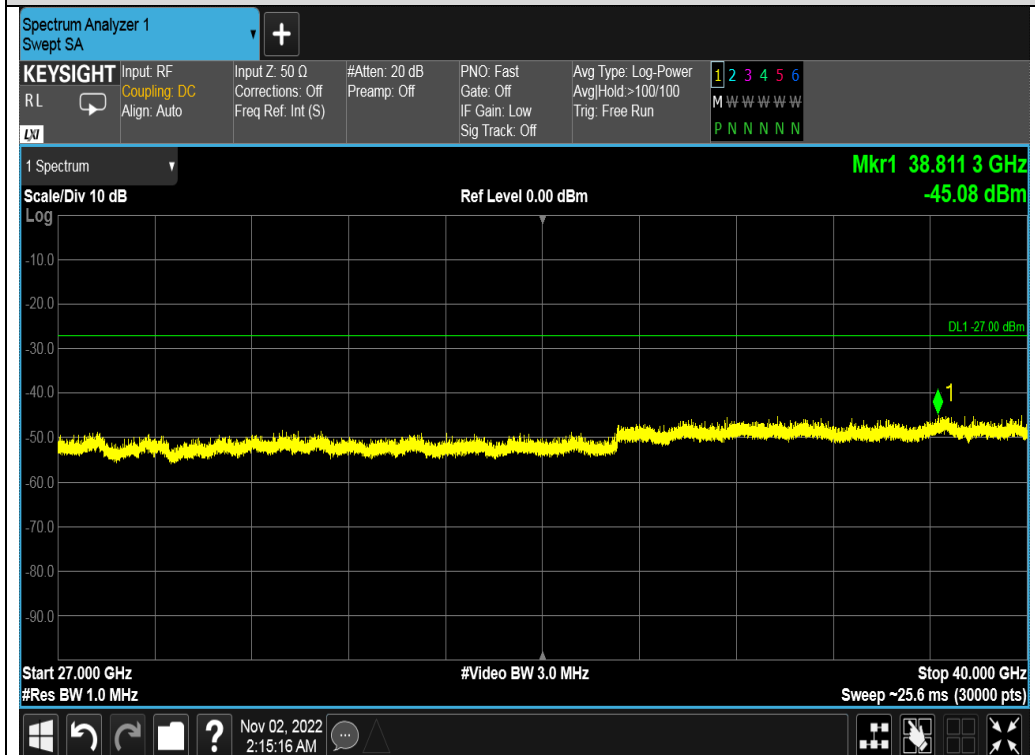 Spectrum Analyzer 1
Swept SA
+
KEYSIGHT
RL
LXI
Input: RF
Coupling: DC
Align: Auto
Input Z: 50 Ω
Corrections: Off
Freq Ref: Int (S)
#Atten: 20 dB
Preamp: Off
PNO: Fast
Gate: Off
IF Gain: Low
Sig Track: Off
Avg Type: Log-Power
Avg|Hold:>100/100
Trig: Free Run
1 2 3 4 5 6
M W W W W W
P N N N N N
1 Spectrum
Mkr1 38.811 3 GHz
Scale/Div 10 dB
Ref Level 0.00 dBm
-45.08 dBm
Log
-10.0
-20.0
DL1 -27.00 dBm
-30.0
-40.0
1
-50.0
-60.0
-70.0
-80.0
-90.0
Start 27.000 GHz
#Video BW 3.0 MHz
Stop 40.000 GHz
#Res BW 1.0 MHz
Sweep ~25.6 ms (30000 pts)
?
Nov 02, 2022
2:15:16 AM